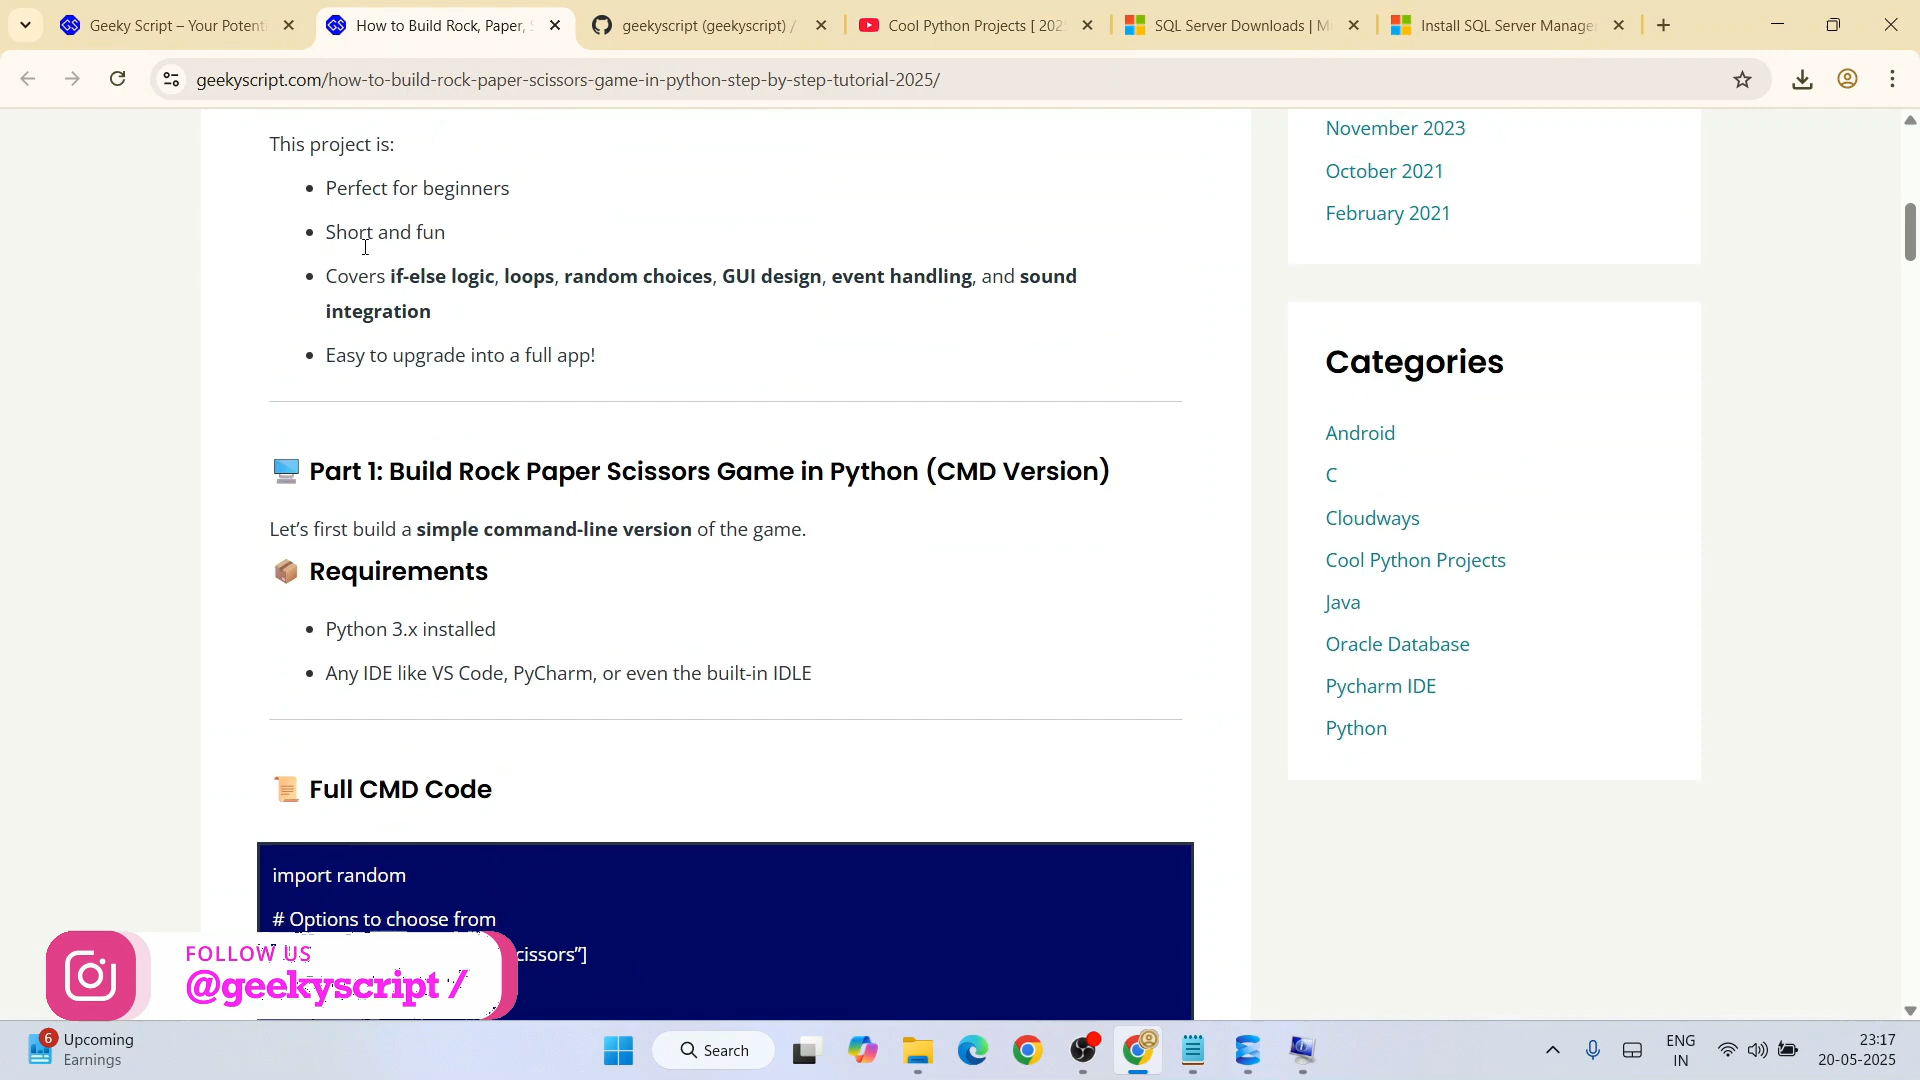 Geeky Script – Your Potenti
How to Build Rock, Paper, S
geekyscript (geekyscript) /
Cool Python Projects [ 202
SQL Server Downloads | Mi
Install SQL Server Manage
geekyscript.com/how-to-build-rock-paper-scissors-game-in-python-step-by-step-tutorial-2025/
This project is:
Perfect for beginners
Short and fun
Covers if-else logic, loops, random choices, GUI design, event handling, and sound
integration
Easy to upgrade into a full app!
Part 1: Build Rock Paper Scissors Game in Python (CMD Version)
Let's first build a simple command-line version of the game.
Requirements
Python 3.x installed
Any IDE like VS Code, PyCharm, or even the built-in IDLE
Full CMD Code
import random
# Options to choose from
cissors”]
November 2023
October 2021
February 2021
Categories
Android
C
Cloudways
Cool Python Projects
Java
Oracle Database
Pycharm IDE
Python
FOLLOW US
@geekyscript /
6
Upcoming
Earnings
Search
ENG
IN
23:17
20-05-2025